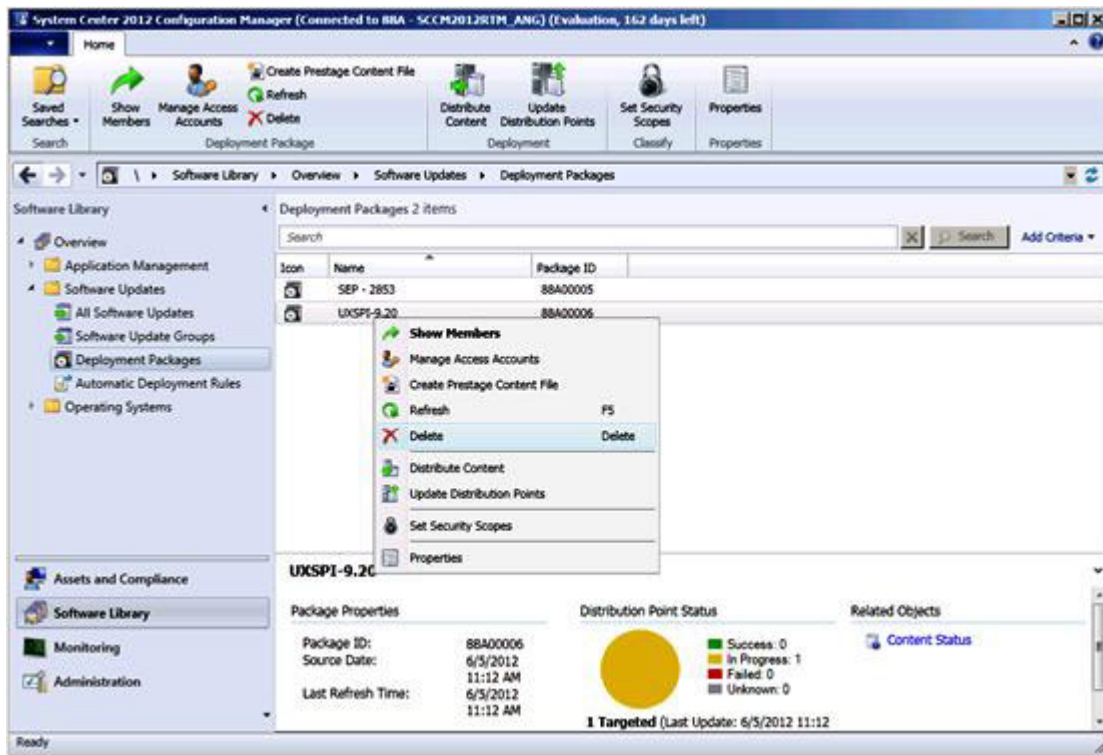 System Center 2012 Configuration Manager (Connected to 88A - SCCM2012RTM_ANG) (Evaluation, 162 days left)
Home
Saved Searches
Show Members
Manage Access Accounts
Create Prestage Content File
Refresh
Delete
Distribute Content
Update Distribution Points
Set Security Scopes
Properties
Search
Deployment Package
Deployment
Classify
Properties
\ Software Library Overview Software Updates Deployment Packages
Software Library
Overview
Application Management
Software Updates
All Software Updates
Software Update Groups
Deployment Packages
Automatic Deployment Rules
Operating Systems
Assets and Compliance
Software Library
Monitoring
Administration
Deployment Packages 2 items
Search
Search
Add Criteria
Icon Name Package ID
SEP - 2853 88A00005
UXSPI-9.20 88A00006
Show Members
Manage Access Accounts
Create Prestage Content File
Refresh F5
Delete Delete
Distribute Content
Update Distribution Points
Set Security Scopes
Properties
UXSPI-9.20
Package Properties
Package ID: 88A00006
Source Date: 6/5/2012
11:12 AM
Last Refresh Time: 6/5/2012
11:12 AM
Distribution Point Status
Success: 0
In Progress: 1
Failed: 0
Unknown: 0
1 Targeted (Last Update: 6/5/2012 11:12
Related Objects
Content Status
Ready